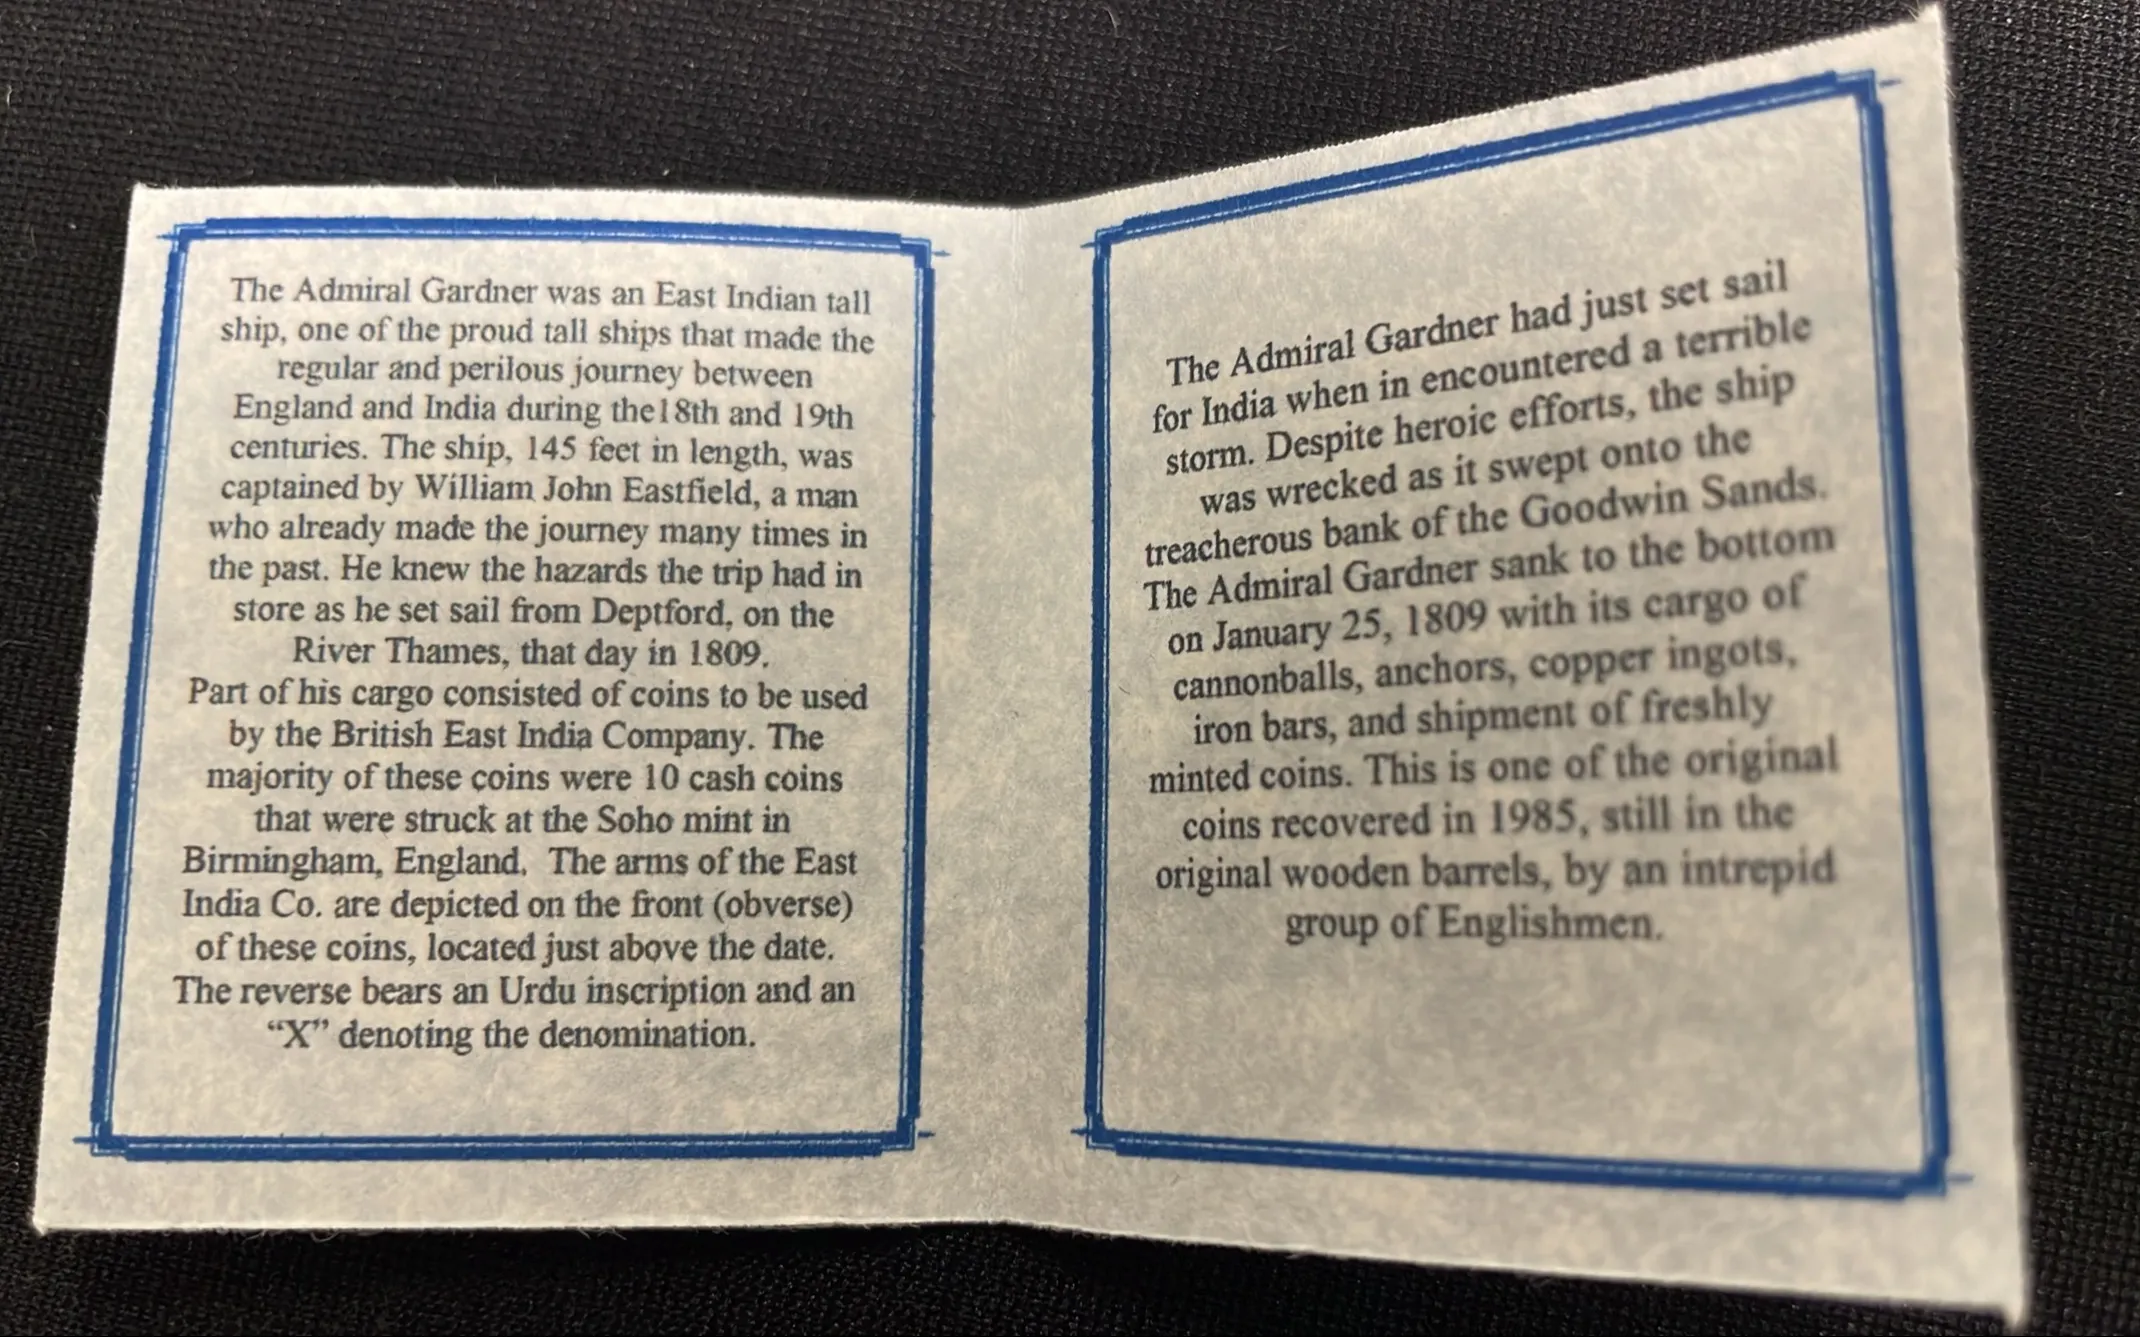 The Admiral Gardner was an East Indian tall
ship, one of the proud tall ships that made the
regular and perilous journey between
England and India during the18th and 19th
centuries. The ship, 145 feet in length, was
captained by William John Eastfield, a man
who already made the journey many times in
the past. He knew the hazards the trip had in
store as he set sail from Deptford, on the
River Thames, that day in 1809.
Part of his cargo consisted of coins to be used
by the British East India Company. The
majority of these coins were 10 cash coins
that were struck at the Soho mint in
Birmingham, England. The arms of the East
India Co. are depicted on the front (obverse)
of these coins, located just above the date.
The reverse bears an Urdu inscription and an
“X” denoting the denomination.
The Admiral Gardner had just set sail
for India when in encountered a terrible
storm. Despite heroic efforts, the ship
was wrecked as it swept onto the
treacherous bank of the Goodwin Sands.
The Admiral Gardner sank to the bottom
on January 25, 1809 with its cargo of
cannonballs, anchors, copper ingots,
iron bars, and shipment of freshly
minted coins. This is one of the original
coins recovered in 1985, still in the
original wooden barrels, by an intrepid
group of Englishmen.